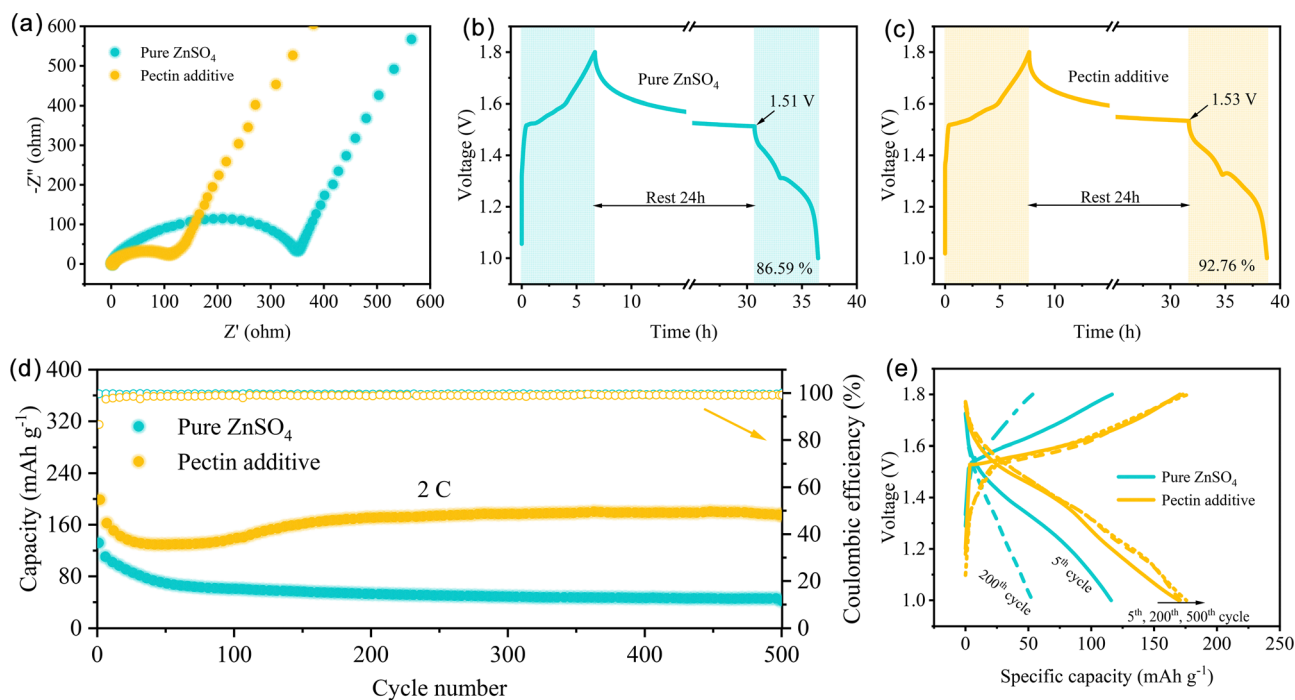 (a)
600
500
400
300
200
100
0
-Z" (ohm)
Pure ZnSO₄
Pectin additive
0 100 200 300 400 500 600
Z' (ohm)
(b)
1.8
1.6
1.4
1.2
1.0
Voltage (V)
Pure ZnSO₄
1.51 V
Rest 24h
86.59 %
0 5 10 30 35 40
Time (h)
(c)
1.8
1.6
1.4
1.2
1.0
Voltage (V)
Pectin additive
1.53 V
Rest 24h
92.76 %
0 5 10 30 35 40
Time (h)
(d)
400
320
240
160
80
0
Capacity (mAh g⁻¹)
Pure ZnSO₄
Pectin additive
2 C
100
80
60
40
20
0
Coulombic efficiency (%)
0 100 200 300 400 500
Cycle number
(e)
1.8
1.6
1.4
1.2
1.0
Voltage (V)
Pure ZnSO₄
Pectin additive
200th cycle
5th cycle
5th, 200th, 500th cycle
0 50 100 150 200 250
Specific capacity (mAh g⁻¹)